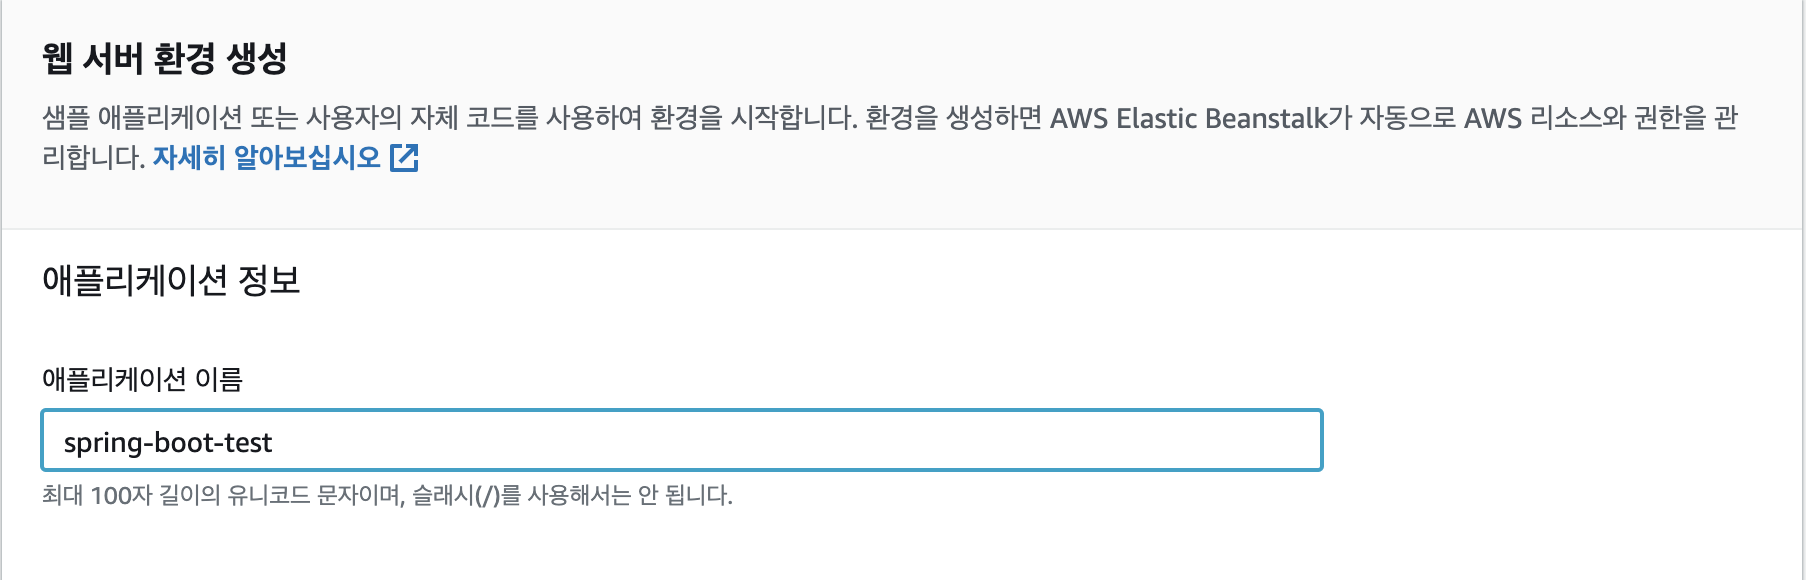 웹 서버 환경 생성
샘플 애플리케이션 또는 사용자의 자체 코드를 사용하여 환경을 시작합니다. 환경을 생성하면 AWS Elastic Beanstalk가 자동으로 AWS 리소스와 권한을 관
리합니다. 자세히 알아보십시오
애플리케이션 정보
애플리케이션 이름
spring-boot-test
최대 100자 길이의 유니코드 문자이며, 슬래시(/)를 사용해서는 안 됩니다.